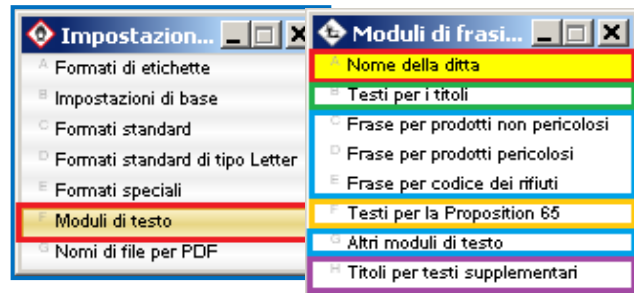 Impostazion...
A Formati di etichette
B Impostazioni di base
C Formati standard
D Formati standard di tipo Letter
E Formati speciali
F Moduli di testo
G Nomi di file per PDF
Moduli di frasi...
A Nome della ditta
B Testi per i titoli
C Frase per prodotti non pericolosi
D Frase per prodotti pericolosi
E Frase per codice dei rifiuti
F Testi per la Proposition 65
G Altri moduli di testo
H Titoli per testi supplementari